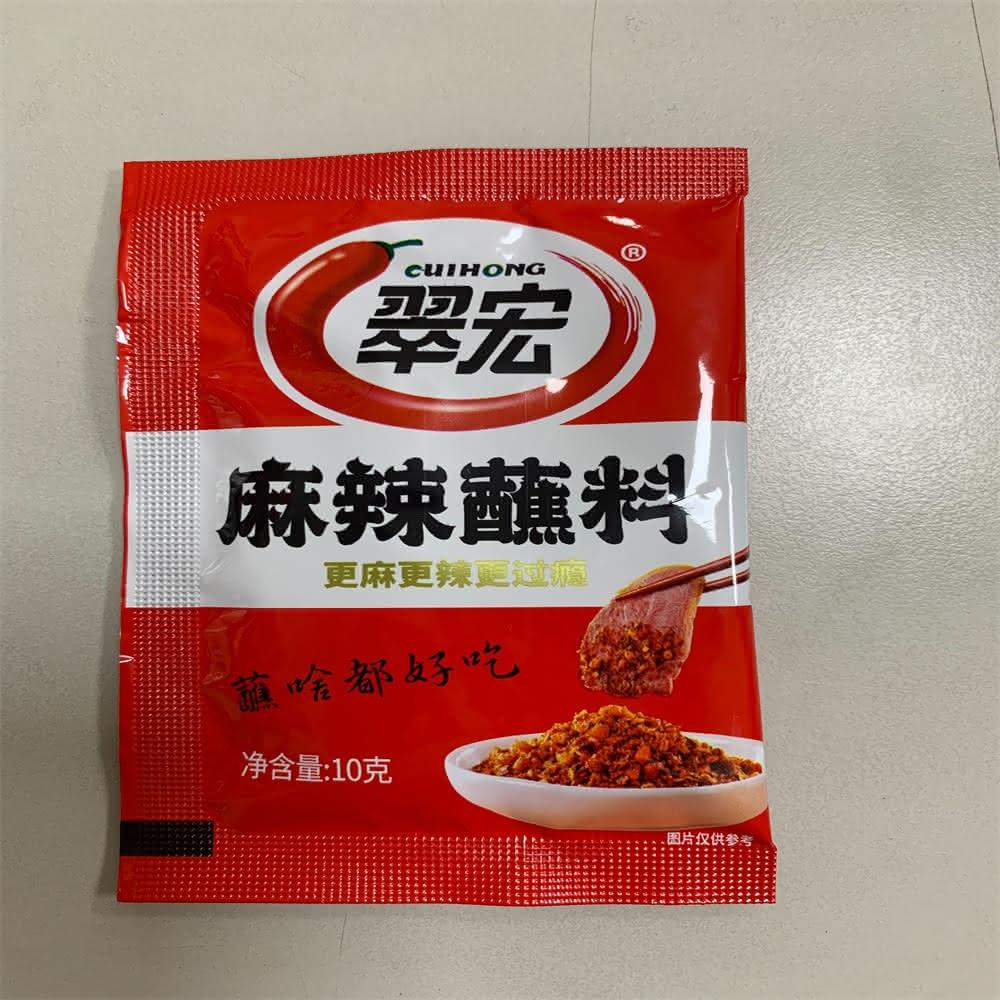 CUIHONG
®
翠宏
麻辣蘸料
更麻更辣更过瘾
蘸啥都好吃
净含量:10克
图片仅供参考